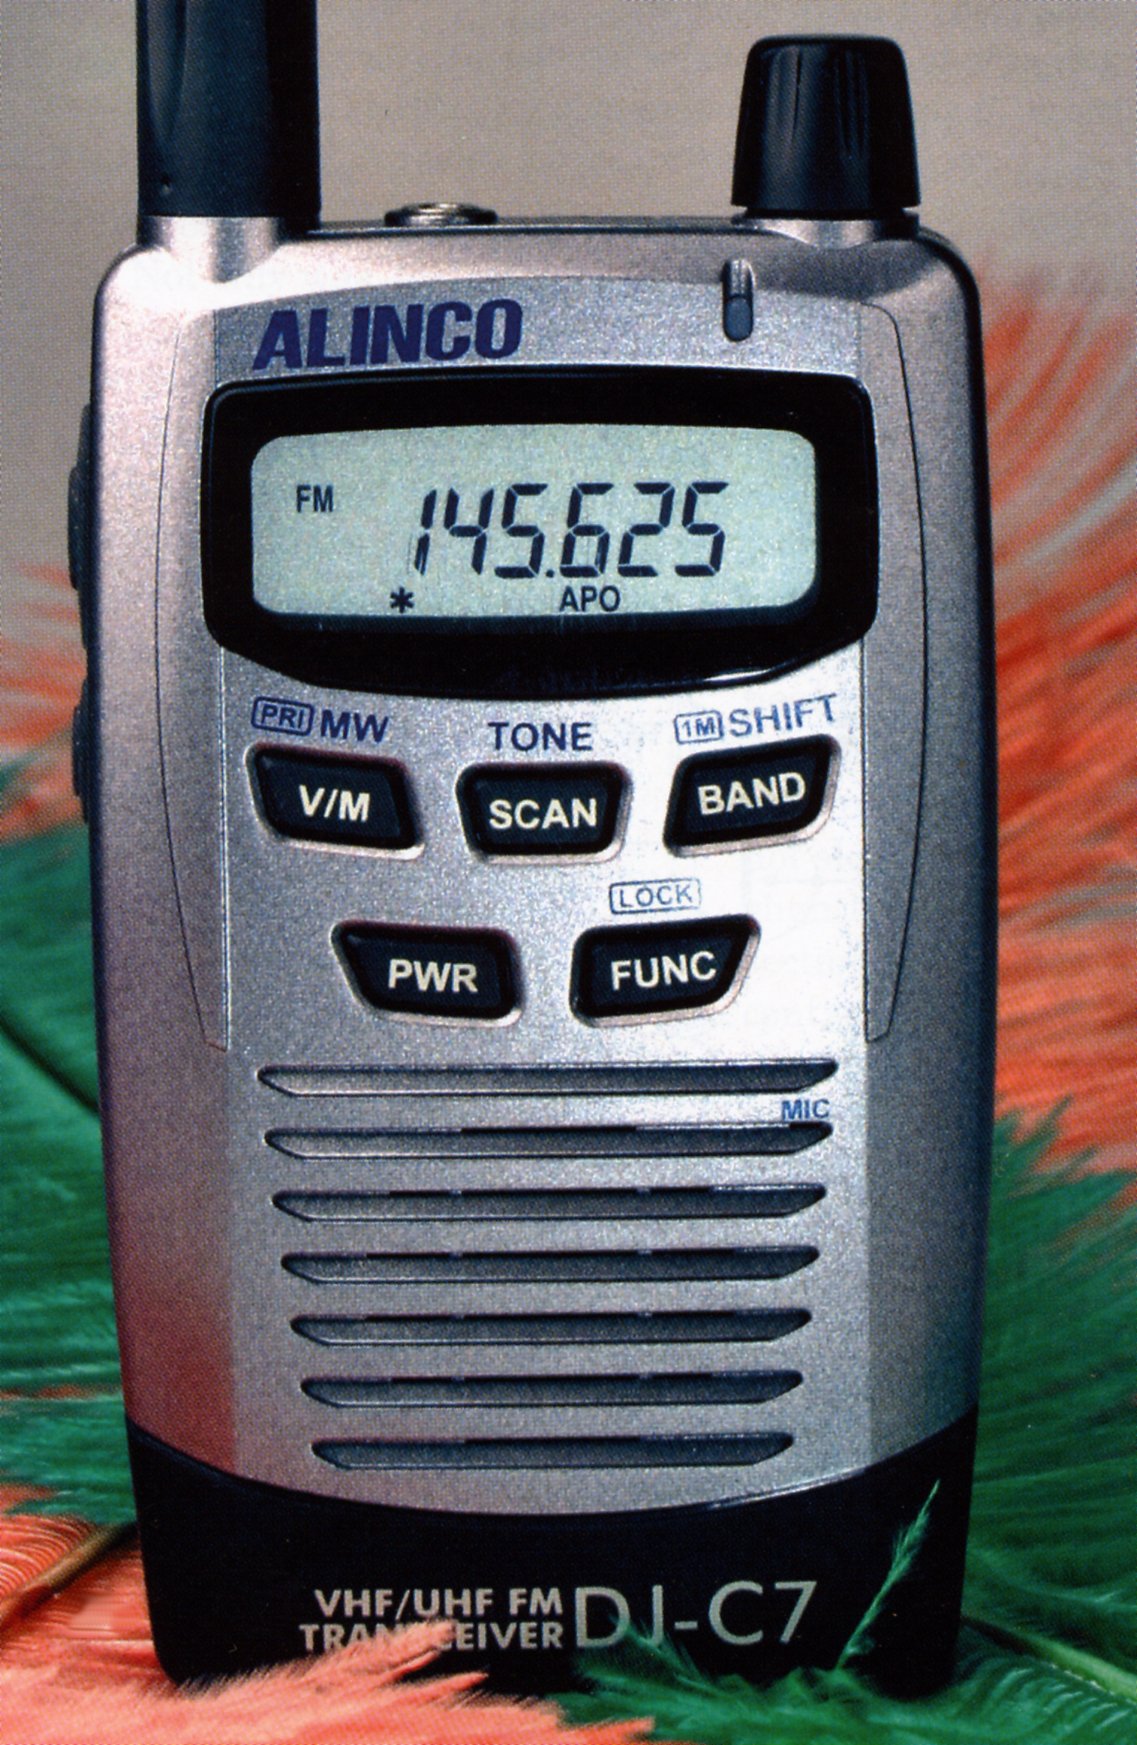 ALINCO
FM
145.625
* APO
PRI MW TONE 1M SHIFT
V/M SCAN BAND
LOCK
PWR FUNC
MIC
VHF/UHF FM
TRANSCEIVER DJ-C7